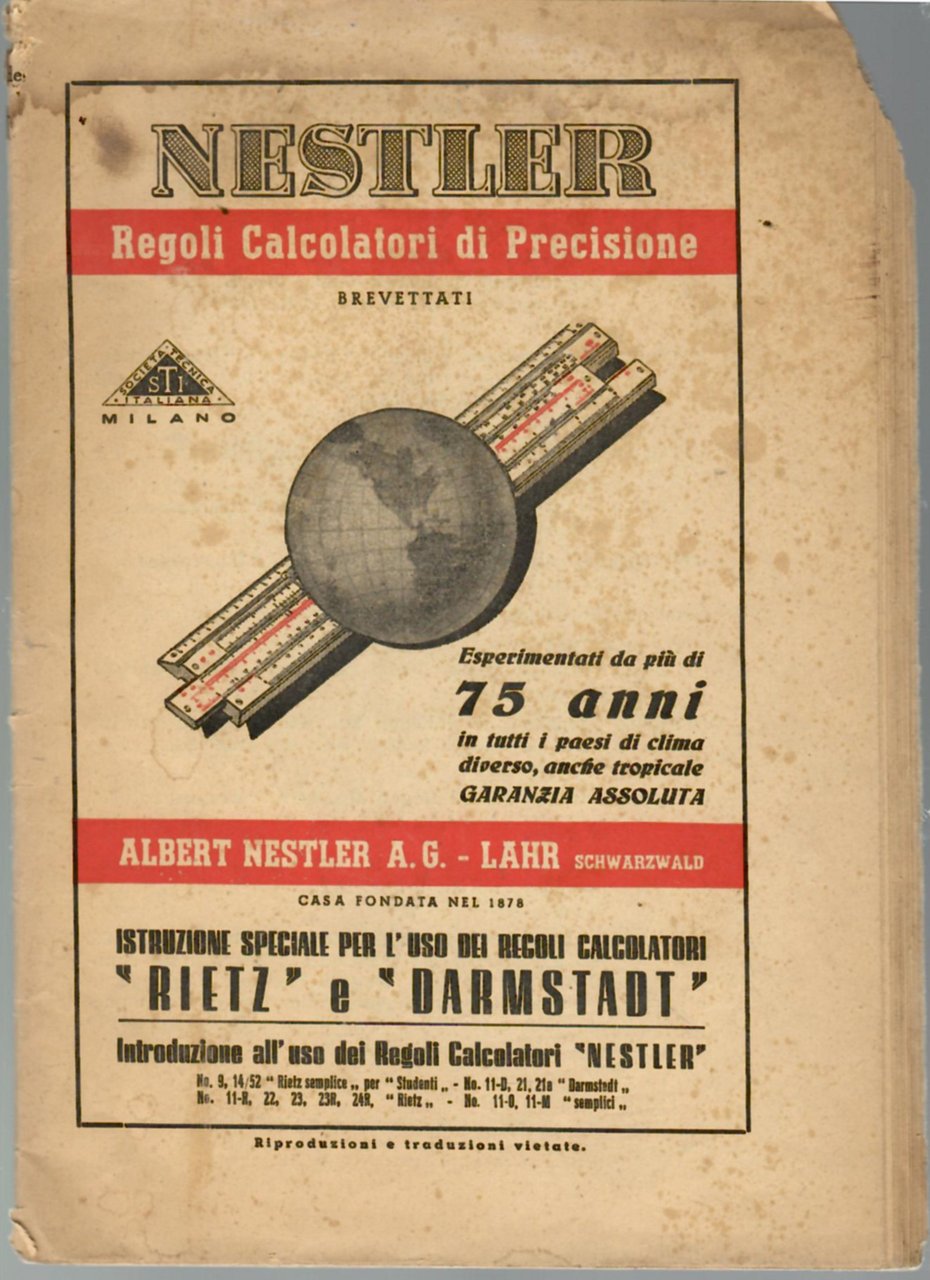 NESTLER
Regoli Calcolatori di Precisione
BREVETTATI
SOCIETA TECNICA
STI
ITALIANA
MILANO
Esperimentati da più di
75 anni
in tutti i paesi di clima
diverso, anche tropicale
GARANZIA ASSOLUTA
ALBERT NESTLER A. G. - LAHR SCHWARZWALD
CASA FONDATA NEL 1878
ISTRUZIONE SPECIALE PER L' USO DEI REGOLI CALCOLATORI
"RIETZ" e "DARMSTADT"
Introduzione all' uso dei Regoli Calcolatori "NESTLER"
No. 9, 14/52 " Rietz semplice „ per " Studenti „ - No. 11-D, 21, 21a " Darmstadt „
No. 11-R, 22, 23, 23R, 24R, " Rietz „ - No. 11-0, 11-M " semplici „
Riproduzioni e traduzioni vietate.